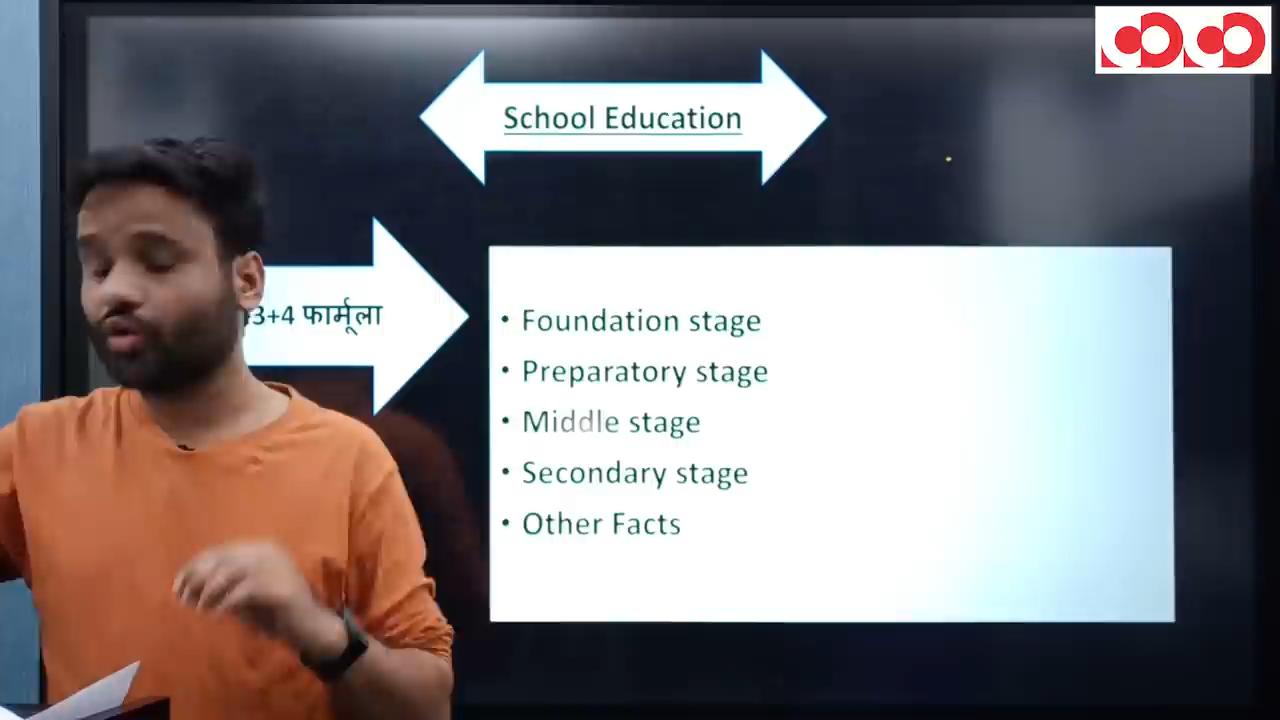 School Education
3+4 फार्मूला
• Foundation stage
• Preparatory stage
• Middle stage
• Secondary stage
• Other Facts